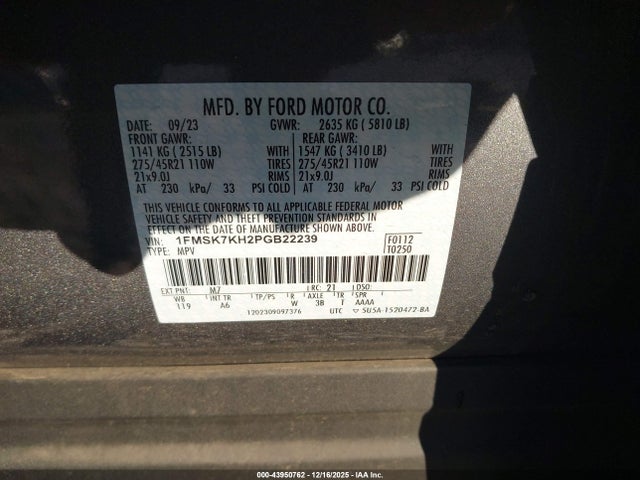 MFD. BY FORD MOTOR CO.
DATE: 09/23 GVWR: 2635 KG ( 5810 LB)
FRONT GAWR: REAR GAWR:
1141 KG ( 2515 LB) WITH 1547 KG ( 3410 LB) WITH
275/45R21 110W TIRES 275/45R21 110W TIRES
21x9.0J RIMS 21x9.0J RIMS
AT 230 kPa/ 33 PSI COLD AT 230 kPa/ 33 PSI COLD
THIS VEHICLE CONFORMS TO ALL APPLICABLE FEDERAL MOTOR
VEHICLE SAFETY AND THEFT PREVENTION STANDARDS IN
EFFECT ON THE DATE OF MANUFACTURE SHOWN ABOVE.
VIN: 1FMSK7KH2PGB22239 F0112
TYPE: MPV T0250
EXT PNT: M7 RC: 21 DSO:
WB INT TR TP/PS R AXLE TR SPR
119 A6 W 3B T AAAA
1202309097376 UTC ▽ SU5A-1520472-BA
000-43950762 - 12/16/2025 - IAA Inc.